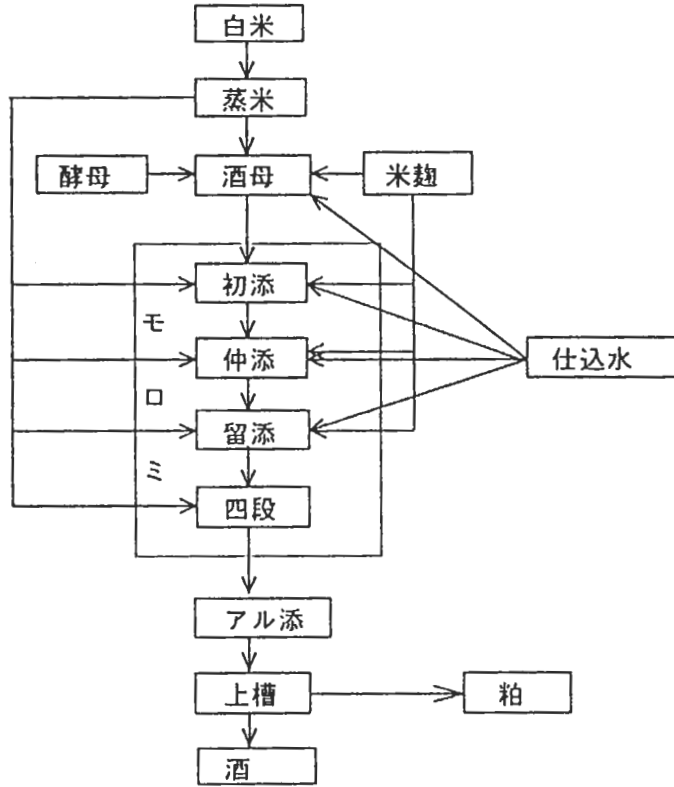 白米
蒸米
酵母
酒母
米麹
初添
モ
仲添
仕込水
ロ
留添
ミ
四段
アル添
上槽
粕
酒